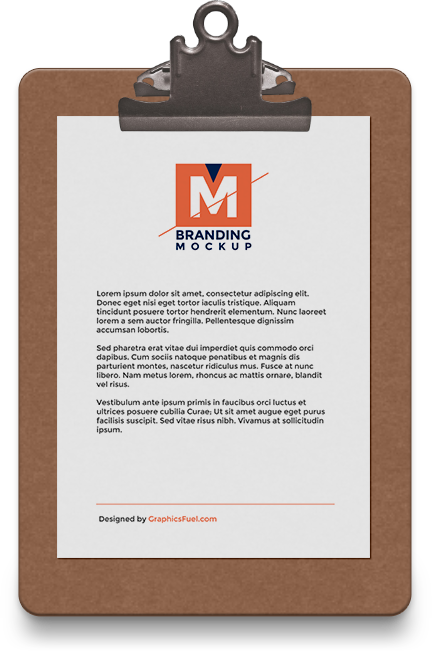 M
BRANDING
MOCKUP
Lorem ipsum dolor sit amet, consectetur adipiscing elit.
Donec eget nisi eget tortor iaculis tristique. Aliquam
tincidunt posuere tortor hendrerit elementum. Nunc laoreet
lorem a sem auctor fringilla. Pellentesque dignissim
accumsan lobortis.
Sed pharetra erat vitae dui imperdiet quis commodo orci
dapibus. Cum sociis natoque penatibus et magnis dis
parturient montes, nascetur ridiculus mus. Fusce at nunc
libero. Nam metus lorem, rhoncus ac mattis ornare, blandit
vel risus.
Vestibulum ante ipsum primis in faucibus orci luctus et
ultrices posuere cubilia Curae; Ut sit amet augue eget purus
facilisis suscipit. Sed vitae risus nibh. Vivamus at sollicitudin
ipsum.
Designed by GraphicsFuel.com